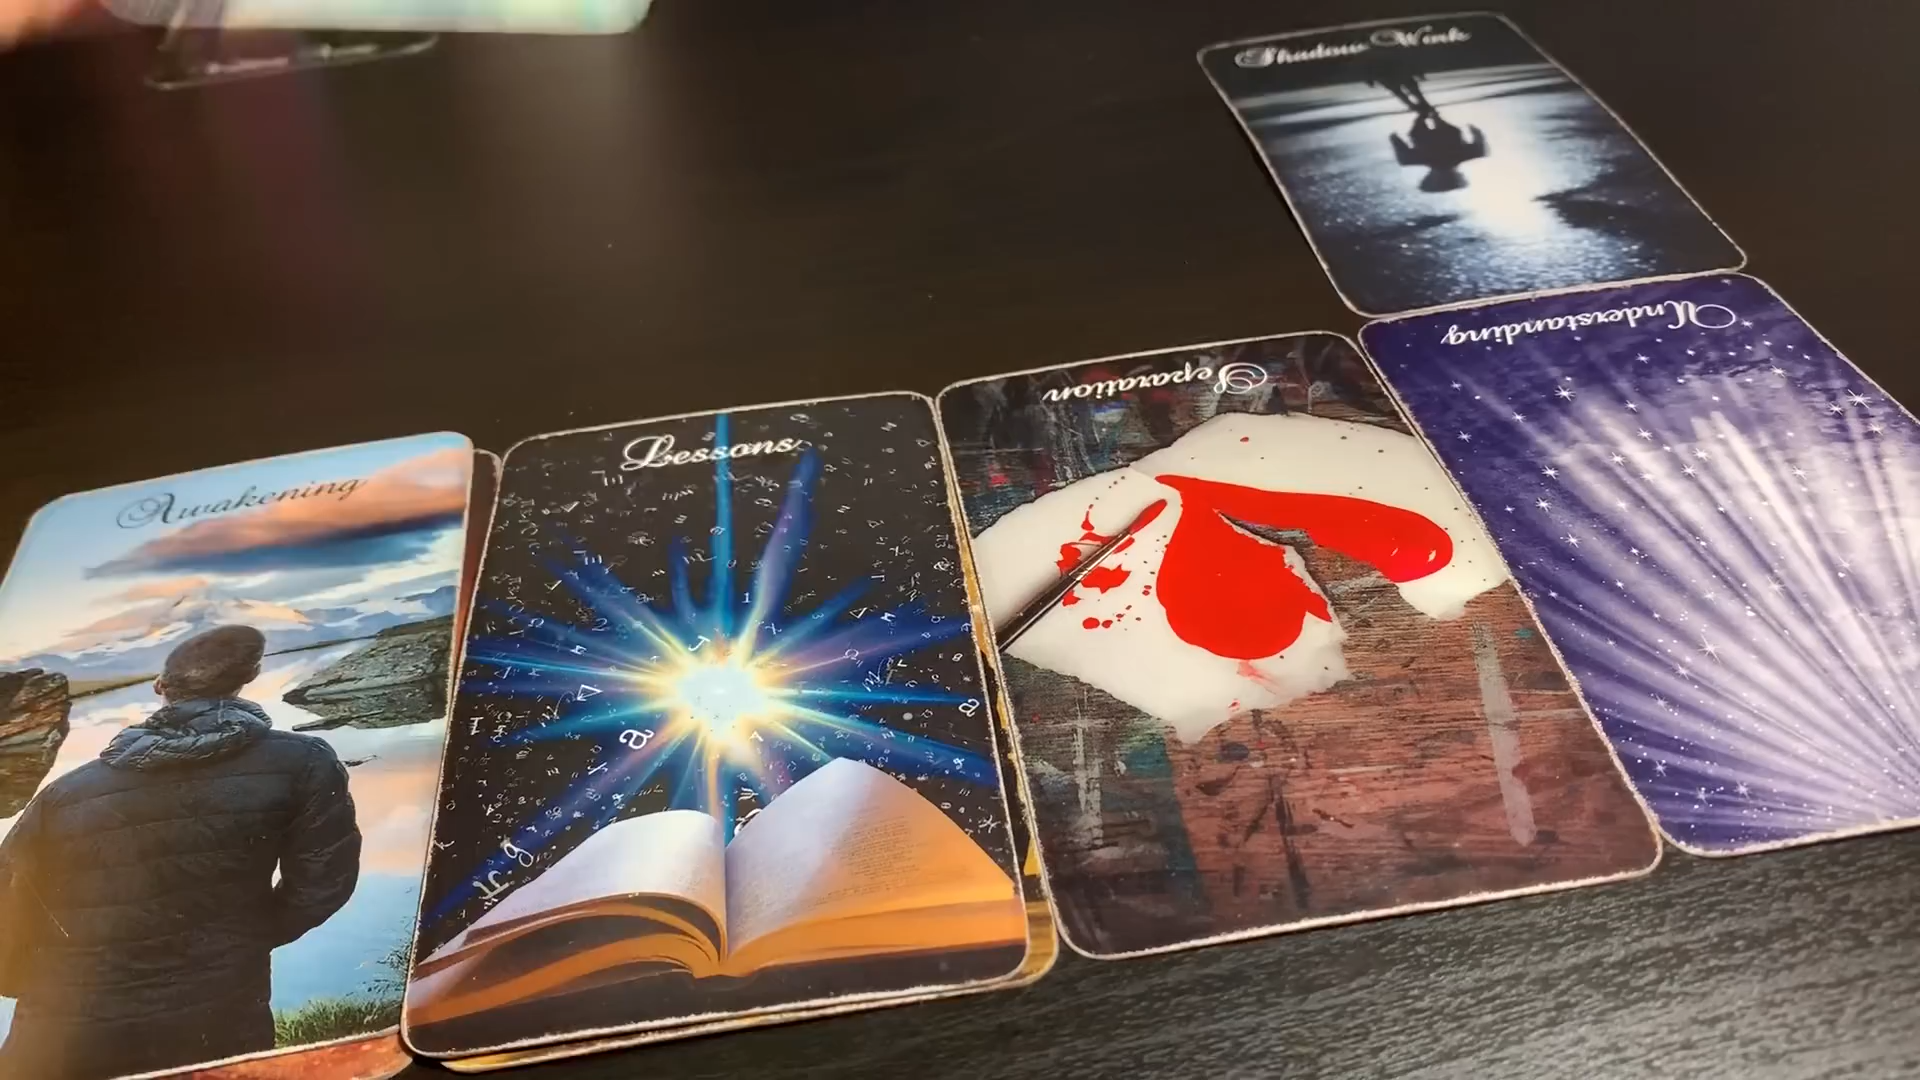 Shadow Work
Understanding
Separation
Lessons
Awakening